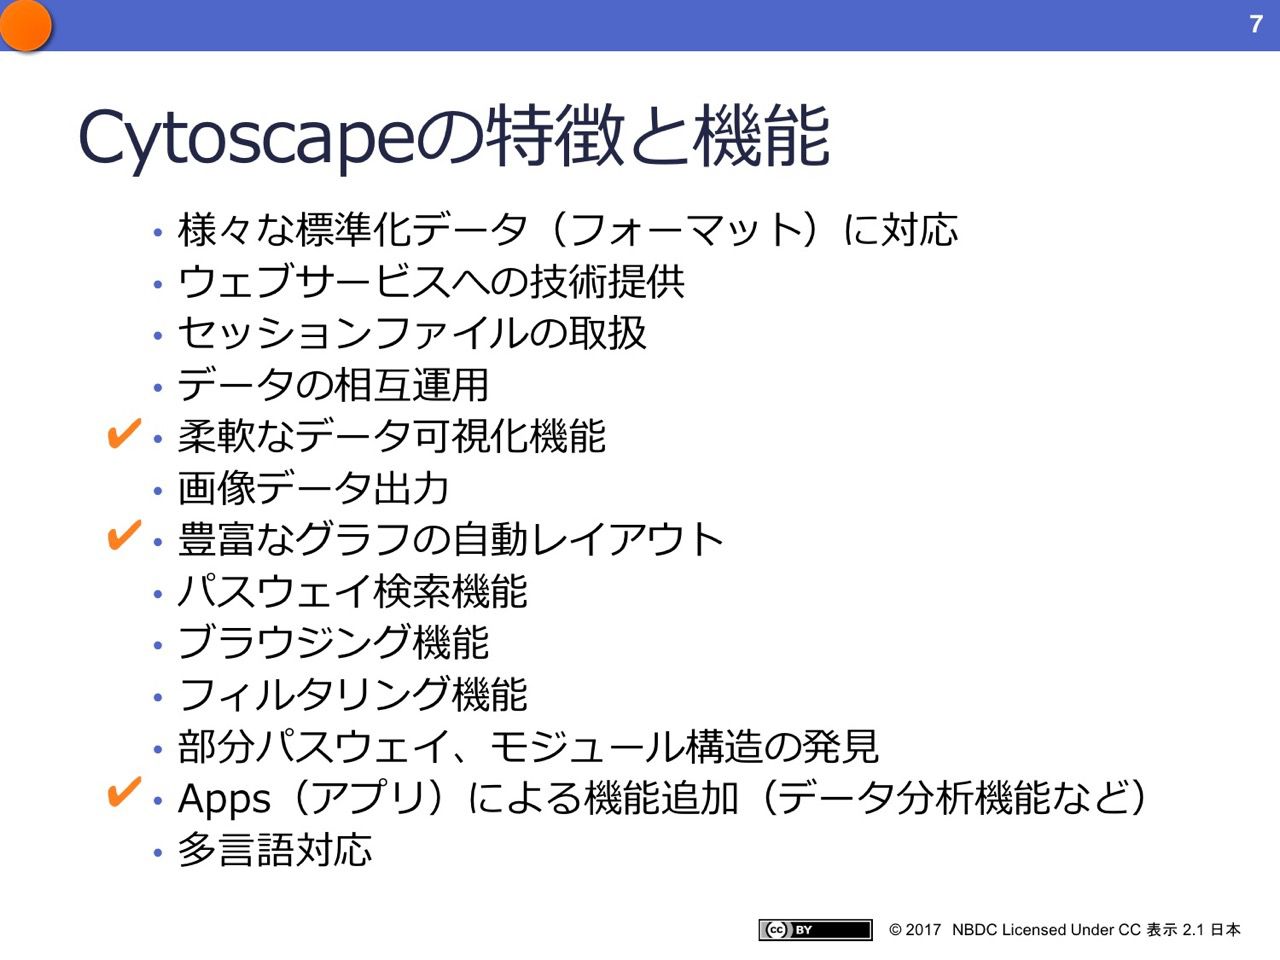 7
Cytoscapeの特徴と機能
• 様々な標準化データ（フォーマット）に対応
• ウェブサービスへの技術提供
• セッションファイルの取扱
• データの相互運用
✔ • 柔軟なデータ可視化機能
• 画像データ出力
✔ • 豊富なグラフの自動レイアウト
• パスウェイ検索機能
• ブラウジング機能
• フィルタリング機能
• 部分パスウェイ、モジュール構造の発見
✔ • Apps（アプリ）による機能追加（データ分析機能など）
• 多言語対応
cc BY © 2017 NBDC Licensed Under CC 表示 2.1 日本